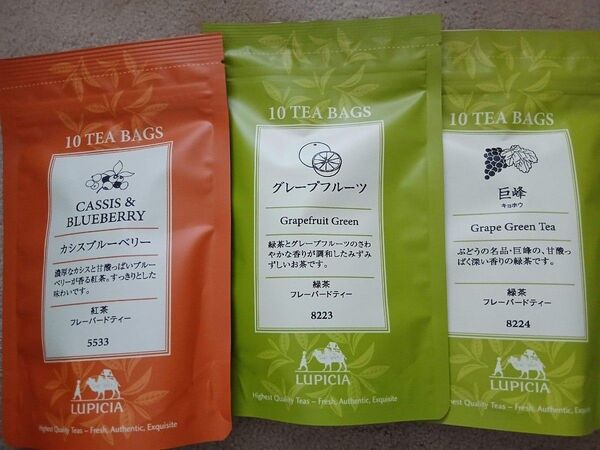 10 TEA BAGS
CASSIS &
BLUEBERRY
カシスブルーベリー
濃厚なカシスと甘酸っぱいブルー
ベリーが香る紅茶。すっきりとした
味わいです。
紅茶
フレーバードティー
5533
LUPICIA
Highest Quality Teas – Fresh, Authentic, Exquisite
10 TEA BAGS
グレープフルーツ
Grapefruit Green
緑茶とグレープフルーツのさわ
やかな香りが調和したみずみ
ずしいお茶です。
緑茶
フレーバードティー
8223
LUPICIA
Highest Quality Teas – Fresh, Authentic, Exquisite
10 TEA BAGS
巨峰
キョホウ
Grape Green Tea
ぶどうの名品・巨峰の、甘酸っ
ぱく深い香りの緑茶です。
緑茶
フレーバードティー
8224
LUPICIA
Highest Quality Teas – Fresh, Authentic, Exquisite